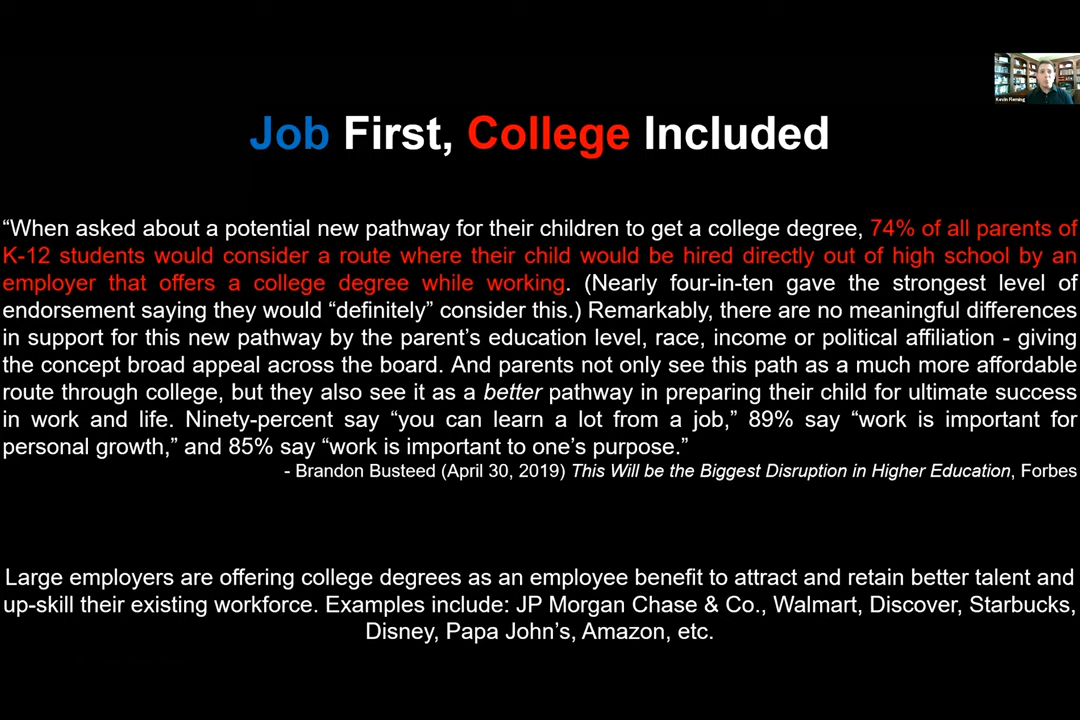 Kevin Fleming
Job First, College Included
“When asked about a potential new pathway for their children to get a college degree, 74% of all parents of
K-12 students would consider a route where their child would be hired directly out of high school by an
employer that offers a college degree while working. (Nearly four-in-ten gave the strongest level of
endorsement saying they would “definitely” consider this.) Remarkably, there are no meaningful differences
in support for this new pathway by the parent’s education level, race, income or political affiliation - giving
the concept broad appeal across the board. And parents not only see this path as a much more affordable
route through college, but they also see it as a better pathway in preparing their child for ultimate success
in work and life. Ninety-percent say “you can learn a lot from a job,” 89% say “work is important for
personal growth,” and 85% say “work is important to one’s purpose.”
- Brandon Busteed (April 30, 2019) This Will be the Biggest Disruption in Higher Education, Forbes
Large employers are offering college degrees as an employee benefit to attract and retain better talent and
up-skill their existing workforce. Examples include: JP Morgan Chase & Co., Walmart, Discover, Starbucks,
Disney, Papa John’s, Amazon, etc.